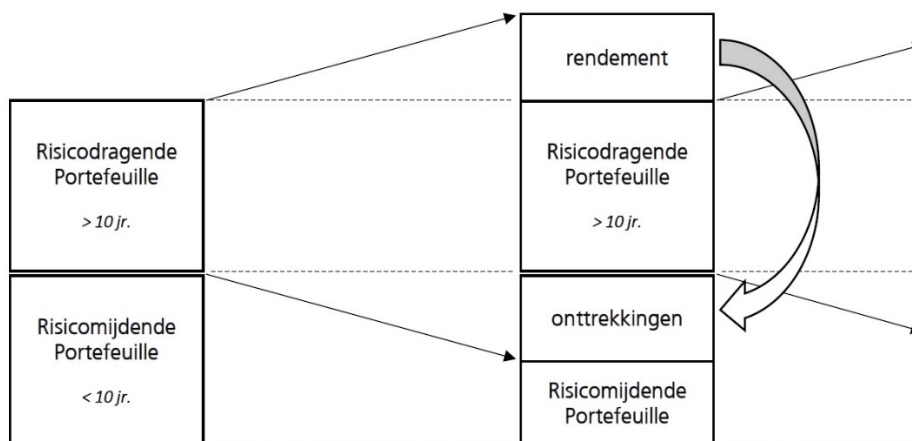 rendement
Risicodragende
Portefeuille
> 10 jr.
Risicodragende
Portefeuille
> 10 jr.
Risicomijdende
Portefeuille
< 10 jr.
onttrekkingen
Risicomijdende
Portefeuille